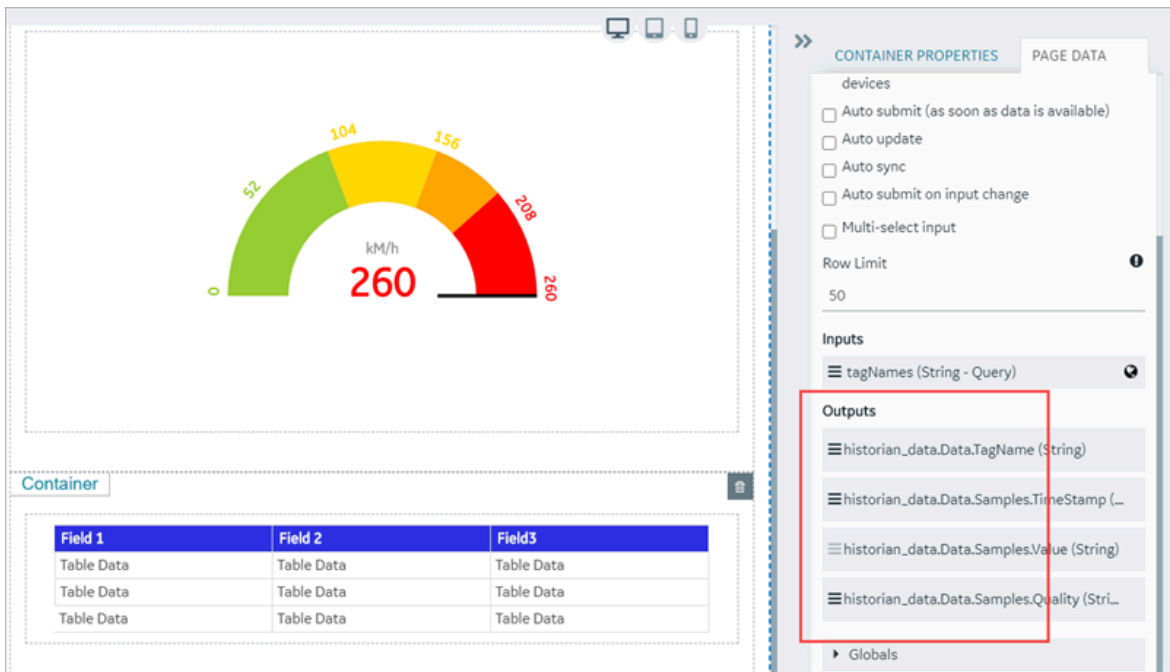 CONTAINER PROPERTIES
PAGE DATA
devices
Auto submit (as soon as data is available)
Auto update
Auto sync
Auto submit on input change
Multi-select input
Row Limit
50
Inputs
tagNames (String - Query)
Outputs
historian_data.Data.TagName (String)
historian_data.Data.Samples.TimeStamp (...
historian_data.Data.Samples.Value (String)
historian_data.Data.Samples.Quality (Stri...
Globals
0
52
104
156
208
260
kM/h
260
Container
Field 1 Field 2 Field3
Table Data Table Data Table Data
Table Data Table Data Table Data
Table Data Table Data Table Data